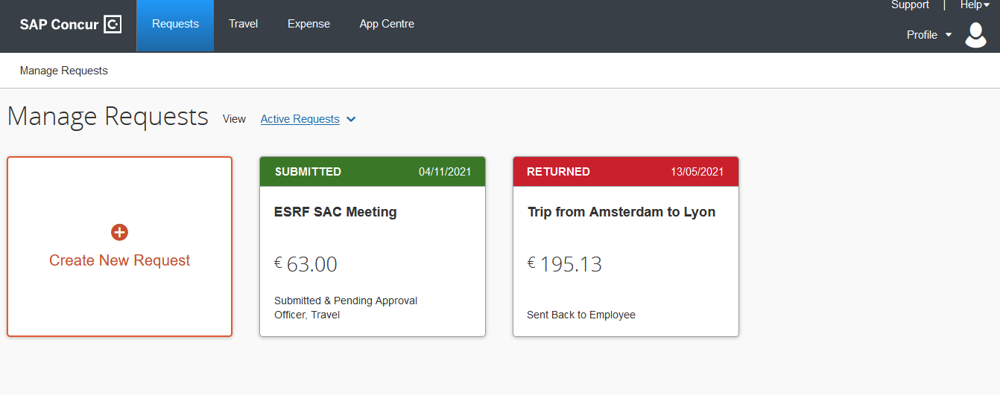 Support | Help
SAP Concur C. Requests Travel Expense App Centre
Profile
Manage Requests
Manage Requests View Active Requests
SUBMITTED 04/11/2021
RETURNED 13/05/2021
ESRF SAC Meeting
Trip from Amsterdam to Lyon
Create New Request
€ 63.00
€ 195.13
Submitted & Pending Approval
Officer, Travel
Sent Back to Employee